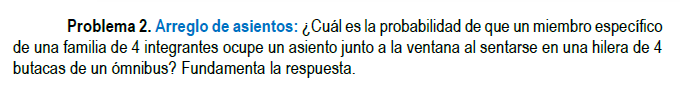 Problema 2. Arreglo de asientos: ¿Cuál es la probabilidad de que un miembro específico
de una familia de 4 integrantes ocupe un asiento junto a la ventana al sentarse en una hilera de 4
butacas de un ómnibus? Fundamenta la respuesta.